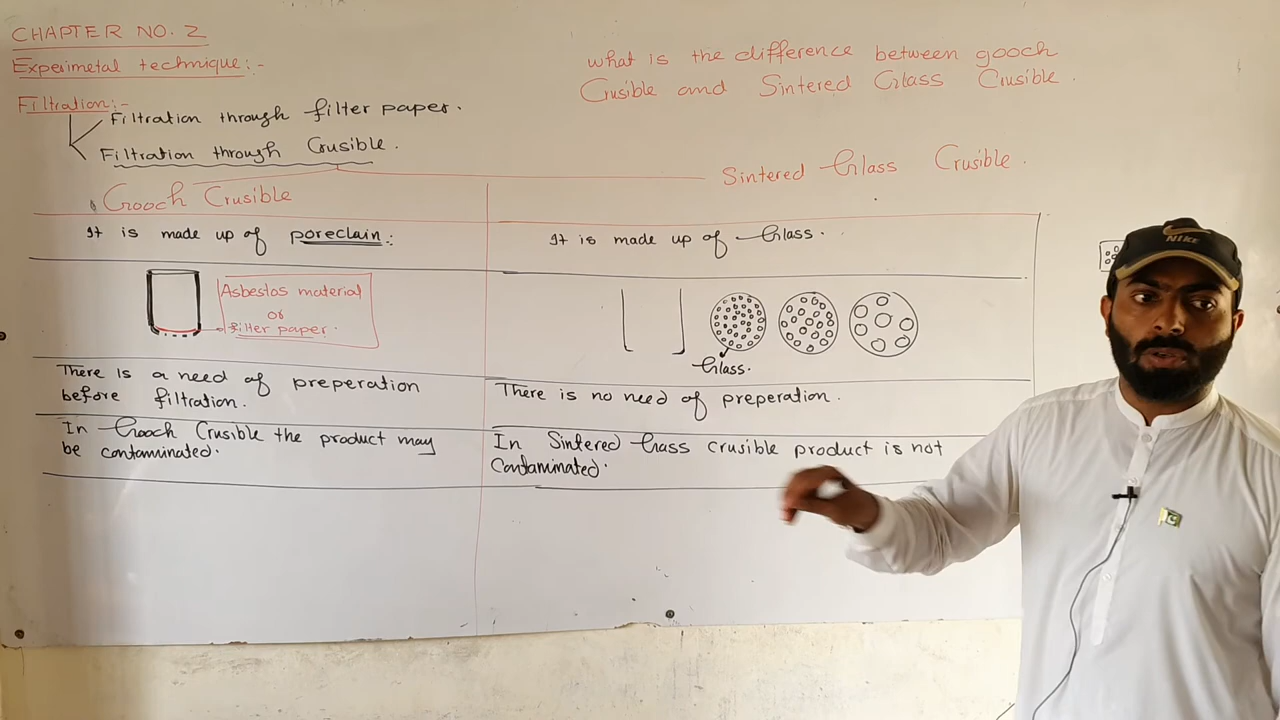 CHAPTER NO. 2
Experimetal technique:-
what is the difference between gooch
Crusible and Sintered Glass Crusible.
Filtration:-
Filtration through filter paper.
Filtration through Crusible.
Gooch Crusible
Sintered Glass Crusible.
It is made up of poreclain:
It is made up of Glass.
Asbestos material
or
filter paper.
Glass.
There is a need of preperation
before filtration.
There is no need of preperation.
In Gooch Crusible the product may
be contaminated.
In Sintered Gass crusible product is not
Contaminated.
NIKE